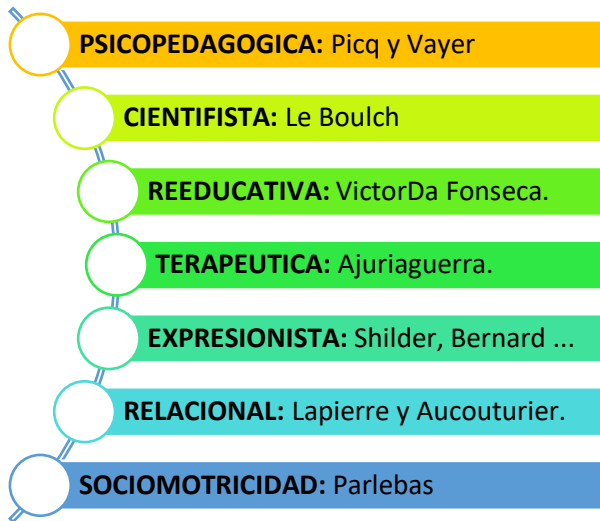 PSICOPEDAGOGICA: Picq y Vayer
CIENTIFISTA: Le Boulch
REEDUCATIVA: VictorDa Fonseca.
TERAPEUTICA: Ajuriaguerra.
EXPRESIONISTA: Shilder, Bernard ...
RELACIONAL: Lapierre y Aucouturier.
SOCIOMOTRICIDAD: Parlebas